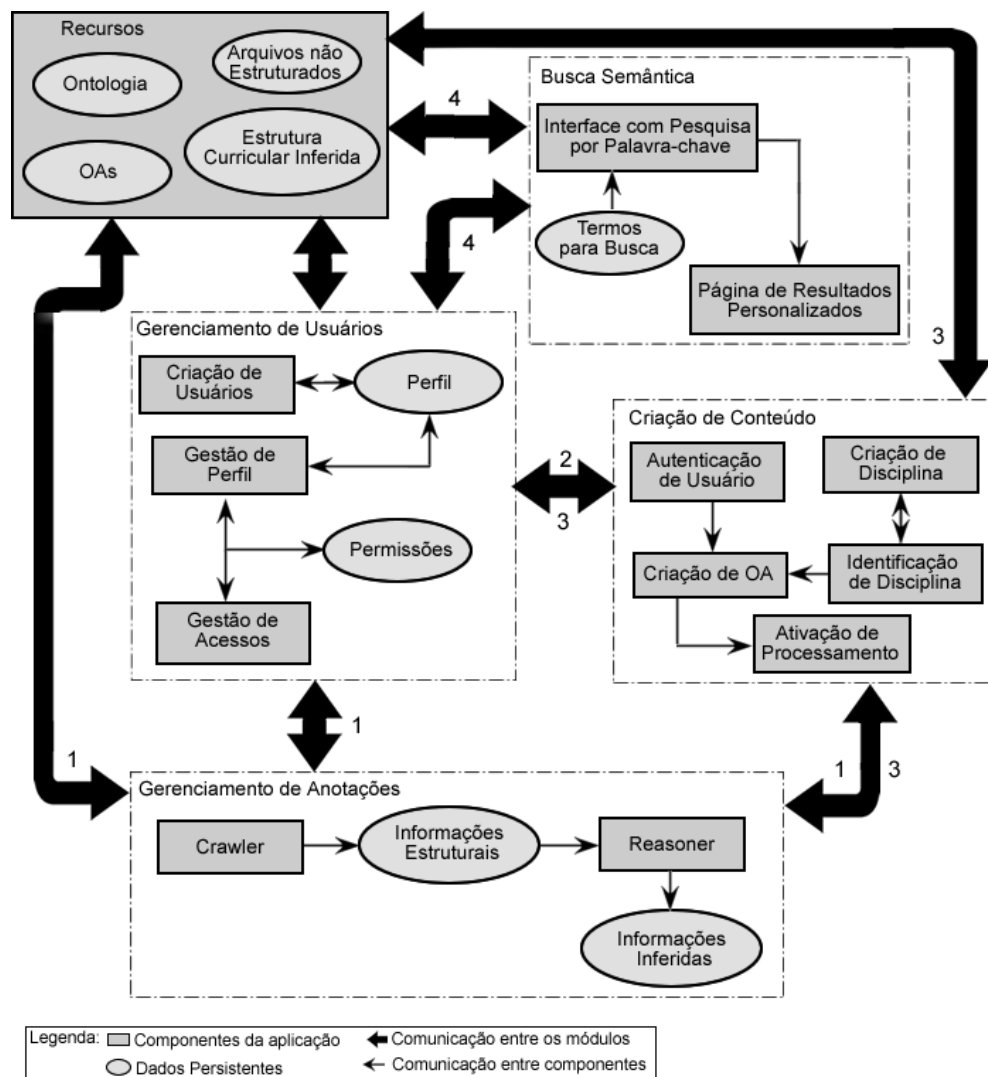 Recursos
Ontologia
Arquivos não
Estruturados
OAs
Estrutura
Curricular Inferida
4
4
Busca Semântica
Interface com Pesquisa
por Palavra-chave
Termos
para Busca
Página de Resultados
Personalizados
3
Gerenciamento de Usuários
Criação de
Usuários
Perfil
Gestão de
Perfil
Permissões
Gestão de
Acessos
2
3
Criação de Conteúdo
Autenticação
de Usuário
Criação de
Disciplina
Criação de OA
Identificação
de Disciplina
Ativação de
Processamento
1
1
1
3
Gerenciamento de Anotações
Crawler
Informações
Estruturais
Reasoner
Informações
Inferidas
Legenda:
Componentes da aplicação
Comunicação entre os módulos
Dados Persistentes
Comunicação entre componentes